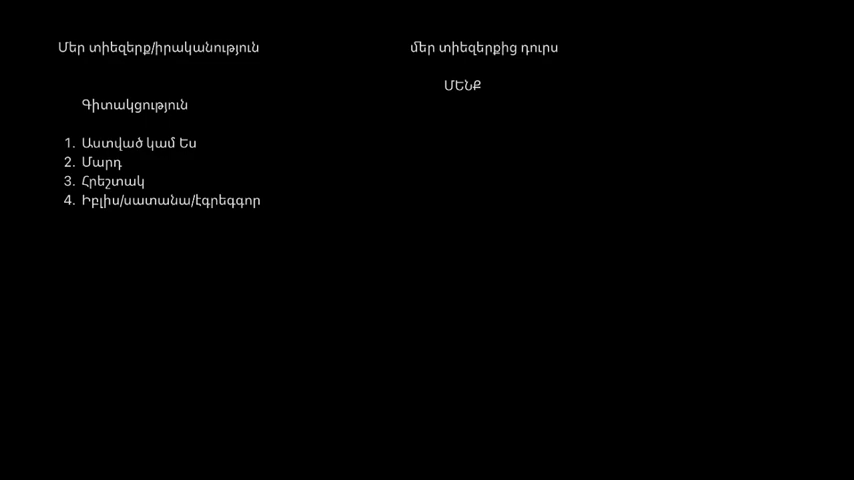 Մեր տիեզերք/իրականություն
մեր տիեզերքից դուրս
ՄԵՆՔ
Գիտակցություն
1. Աստված կամ Ես
2. Մարդ
3. Հրեշտակ
4. Իբլիս/սատանա/էգրեգգոր